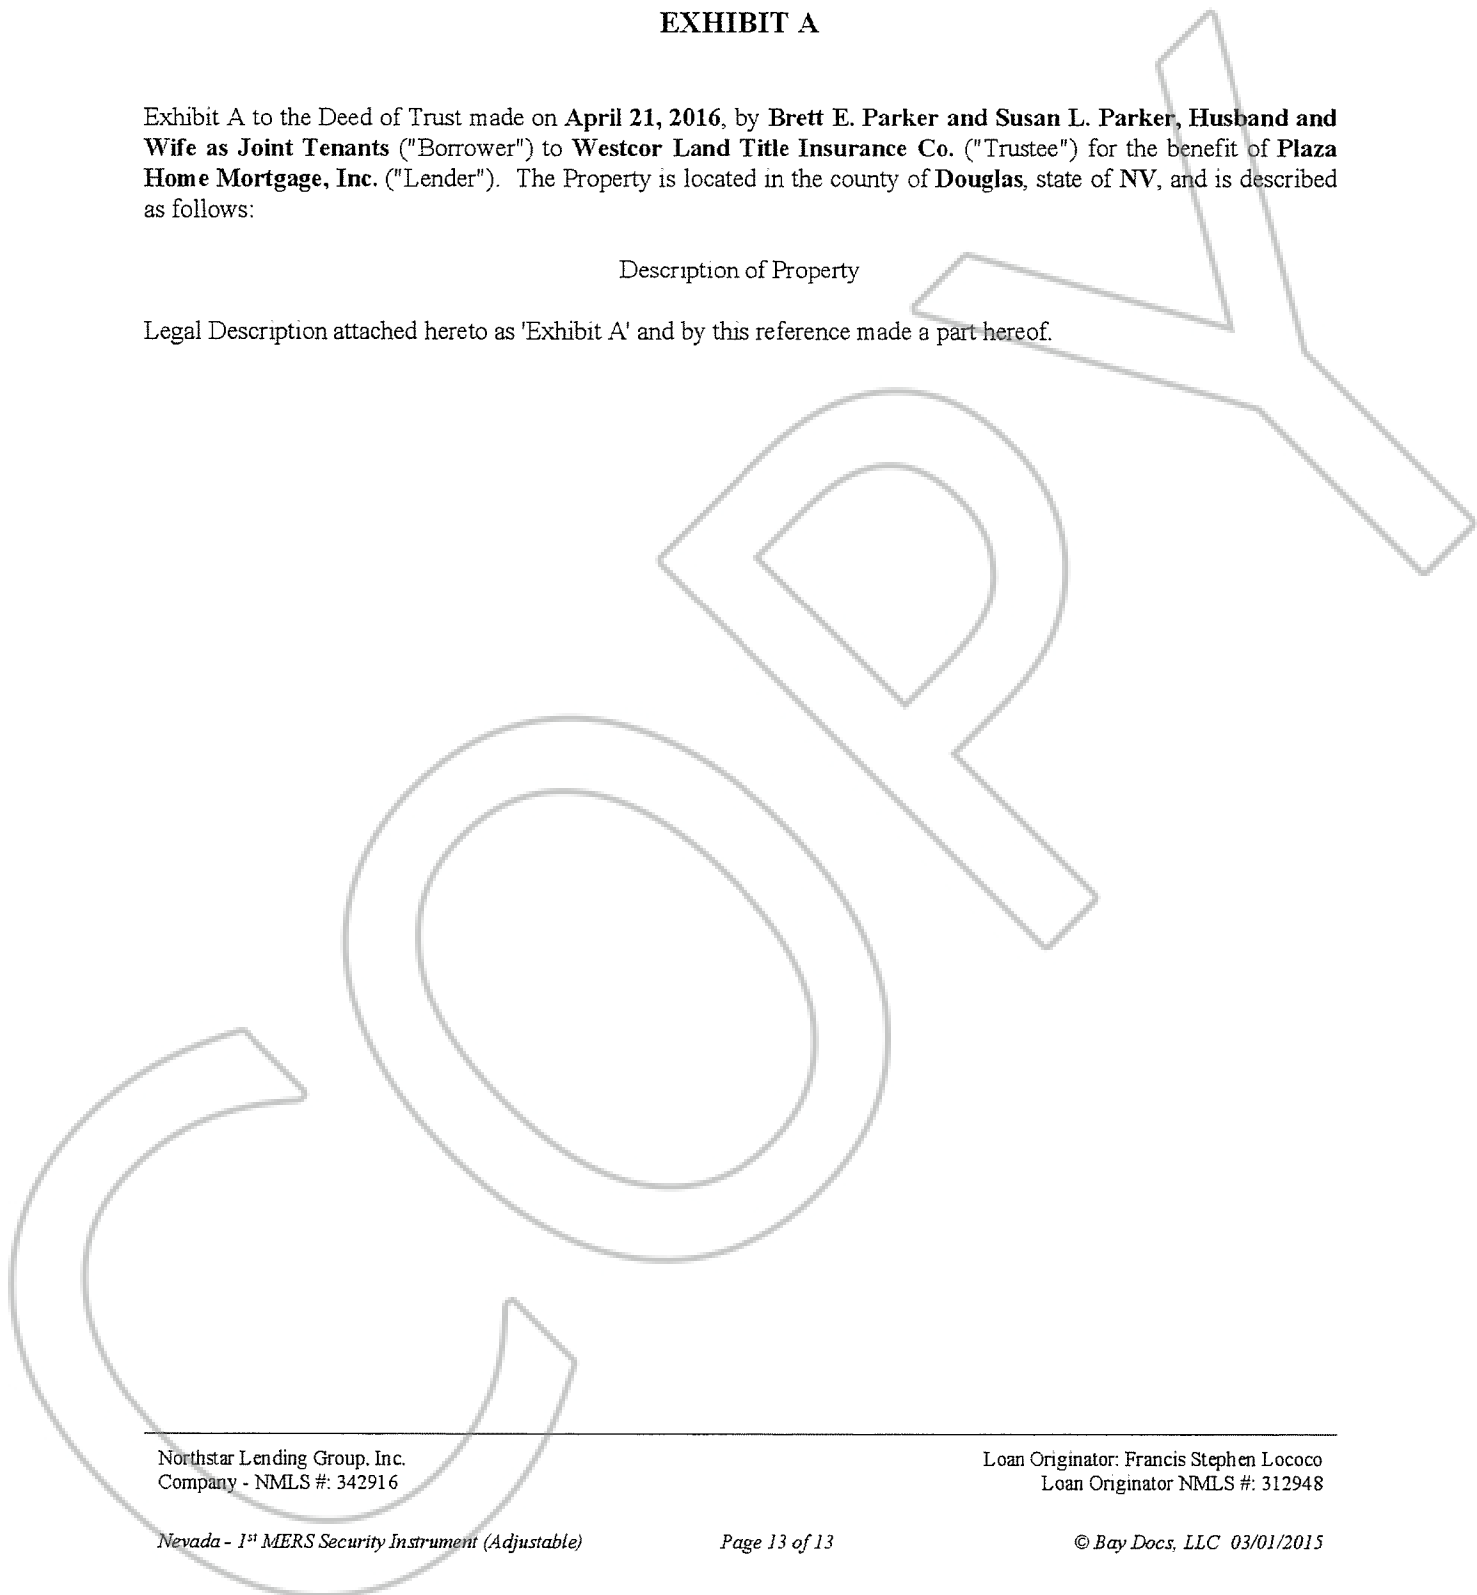 EXHIBIT A
Exhibit A to the Deed of Trust made on April 21, 2016, by Brett E. Parker and Susan L. Parker, Husband and
Wife as Joint Tenants ("Borrower") to Westcor Land Title Insurance Co. ("Trustee") for the benefit of Plaza
Home Mortgage, Inc. ("Lender"). The Property is located in the county of Douglas, state of NV, and is described
as follows:
Description of Property
Legal Description attached hereto as 'Exhibit A' and by this reference made a part hereof.
COPY
Northstar Lending Group, Inc.
Company - NMLS #: 342916
Loan Originator: Francis Stephen Lococo
Loan Originator NMLS #: 312948
Nevada - 1st MERS Security Instrument (Adjustable) Page 13 of 13 © Bay Docs, LLC 03/01/2015